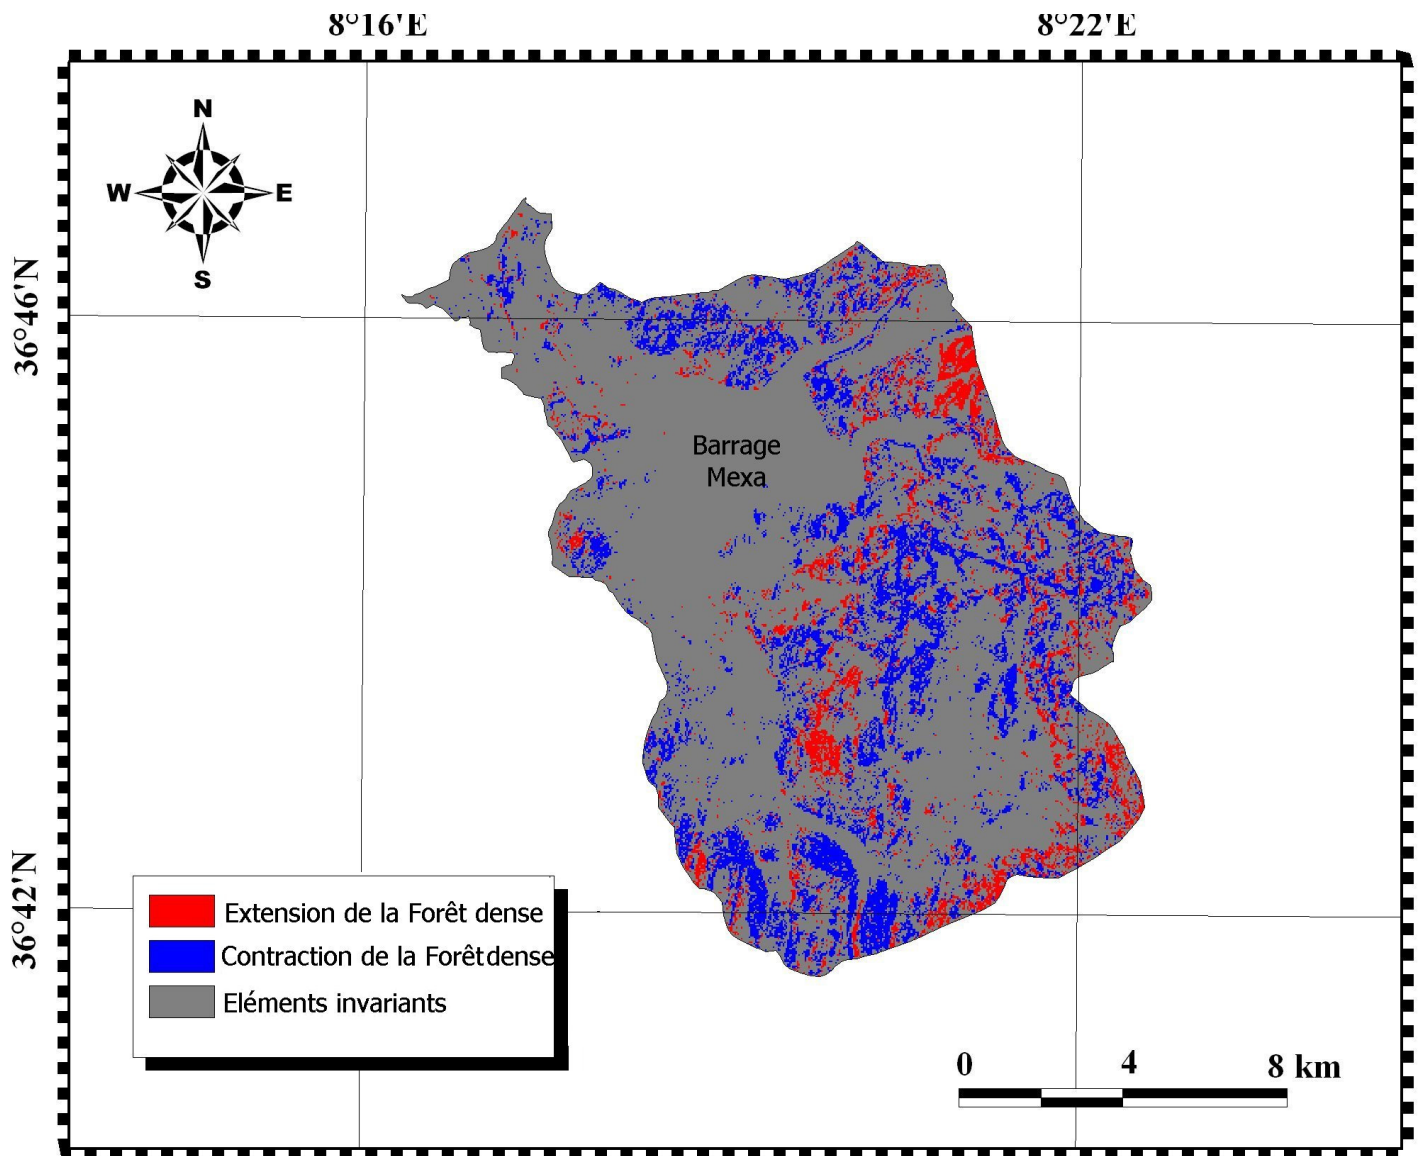 8°16'E 8°22'E
N
W E
S
36°46'N
Barrage
Mexa
36°42'N
Extension de la Forêt dense
Contraction de la Forêt dense
Eléments invariants
0 4 8 km